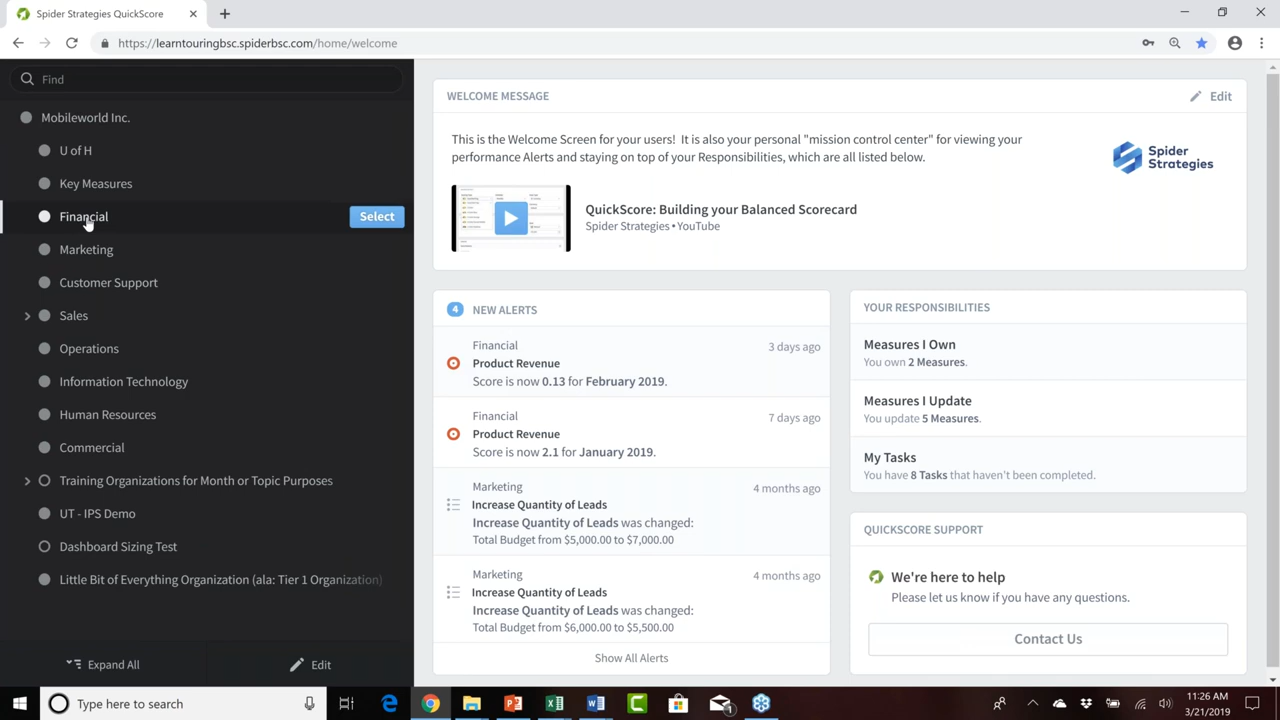 Spider Strategies QuickScore
https://learntouringbsc.spiderbsc.com/home/welcome
Find
Mobileworld Inc.
U of H
Key Measures
Financial
Select
Marketing
Customer Support
Sales
Operations
Information Technology
Human Resources
Commercial
Training Organizations for Month or Topic Purposes
UT - IPS Demo
Dashboard Sizing Test
Little Bit of Everything Organization (ala: Tier 1 Organization)
Expand All
Edit
WELCOME MESSAGE
Edit
This is the Welcome Screen for your users! It is also your personal "mission control center" for viewing your
performance Alerts and staying on top of your Responsibilities, which are all listed below.
Spider
Strategies
QuickScore: Building your Balanced Scorecard
Spider Strategies • YouTube
4 NEW ALERTS
Financial
3 days ago
Product Revenue
Score is now 0.13 for February 2019.
Financial
7 days ago
Product Revenue
Score is now 2.1 for January 2019.
Marketing
4 months ago
Increase Quantity of Leads
Increase Quantity of Leads was changed:
Total Budget from $5,000.00 to $7,000.00
Marketing
4 months ago
Increase Quantity of Leads
Increase Quantity of Leads was changed:
Total Budget from $6,000.00 to $5,500.00
Show All Alerts
YOUR RESPONSIBILITIES
Measures I Own
You own 2 Measures.
Measures I Update
You update 5 Measures.
My Tasks
You have 8 Tasks that haven't been completed.
QUICKSCORE SUPPORT
We're here to help
Please let us know if you have any questions.
Contact Us
Type here to search
11:26 AM
3/21/2019